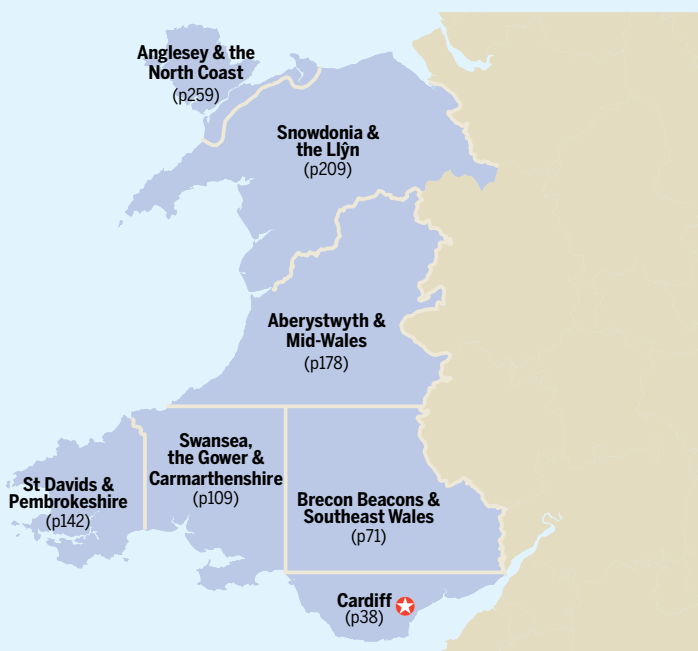 Anglesey & the
North Coast
(p259)
Snowdonia &
the Llŷn
(p209)
Aberystwyth &
Mid-Wales
(p178)
Swansea,
the Gower &
Carmarthenshire
(p109)
St Davids &
Pembrokeshire
(p142)
Brecon Beacons &
Southeast Wales
(p71)
Cardiff
(p38)